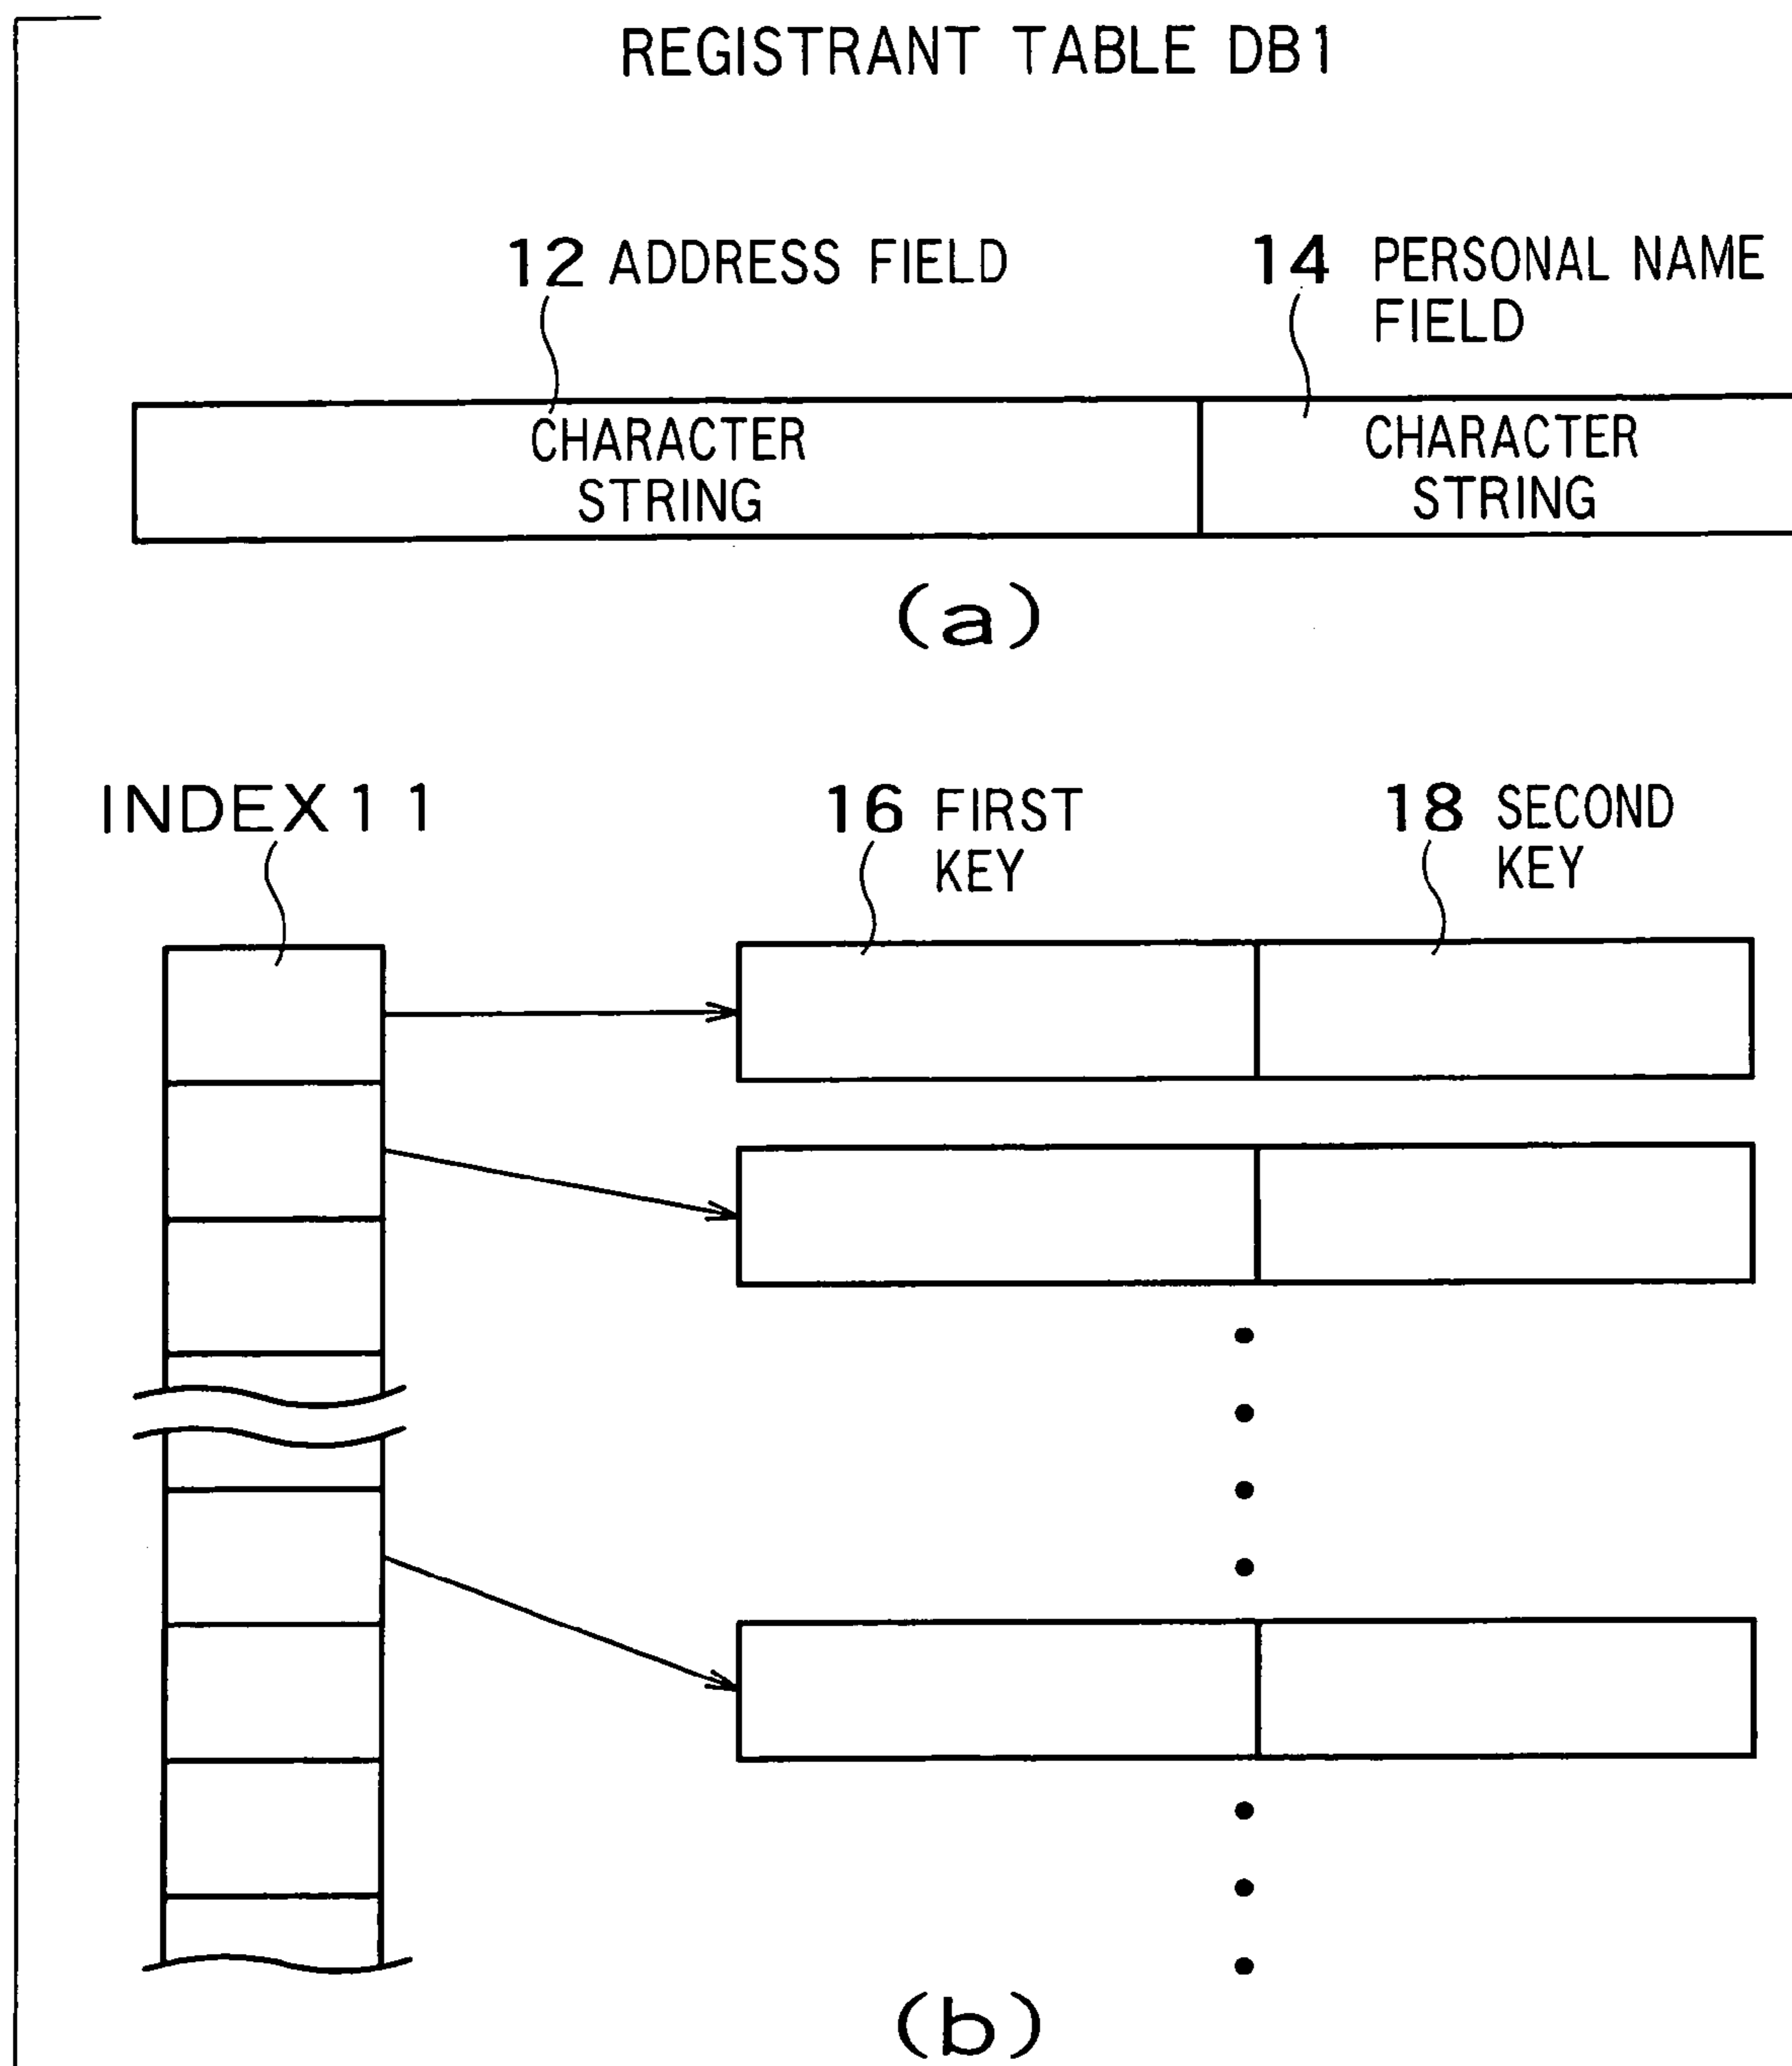 REGISTRANT TABLE DB1
12 ADDRESS FIELD
14 PERSONAL NAME
FIELD
CHARACTER
STRING
CHARACTER
STRING
(a)
INDEX11
16 FIRST
KEY
18 SECOND
KEY
(b)